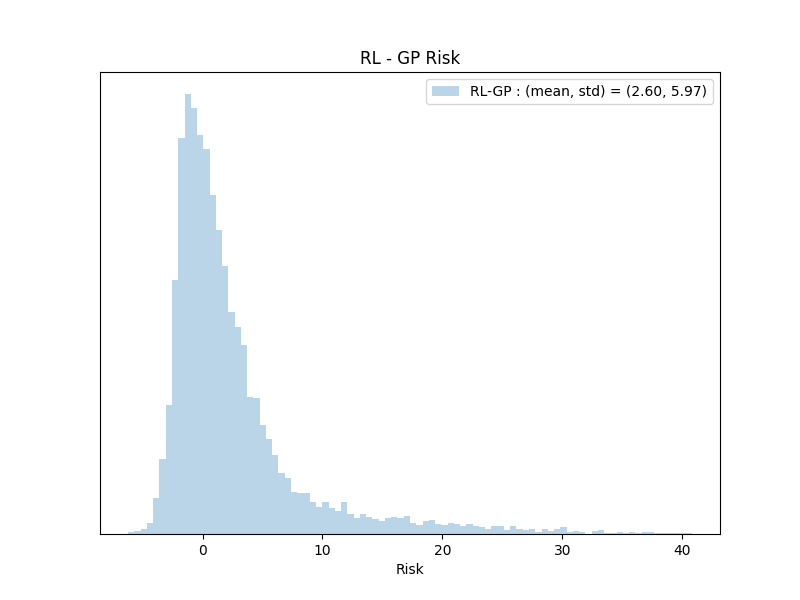 RL - GP Risk
RL-GP : (mean, std) = (2.60, 5.97)
0 10 20 30 40
Risk